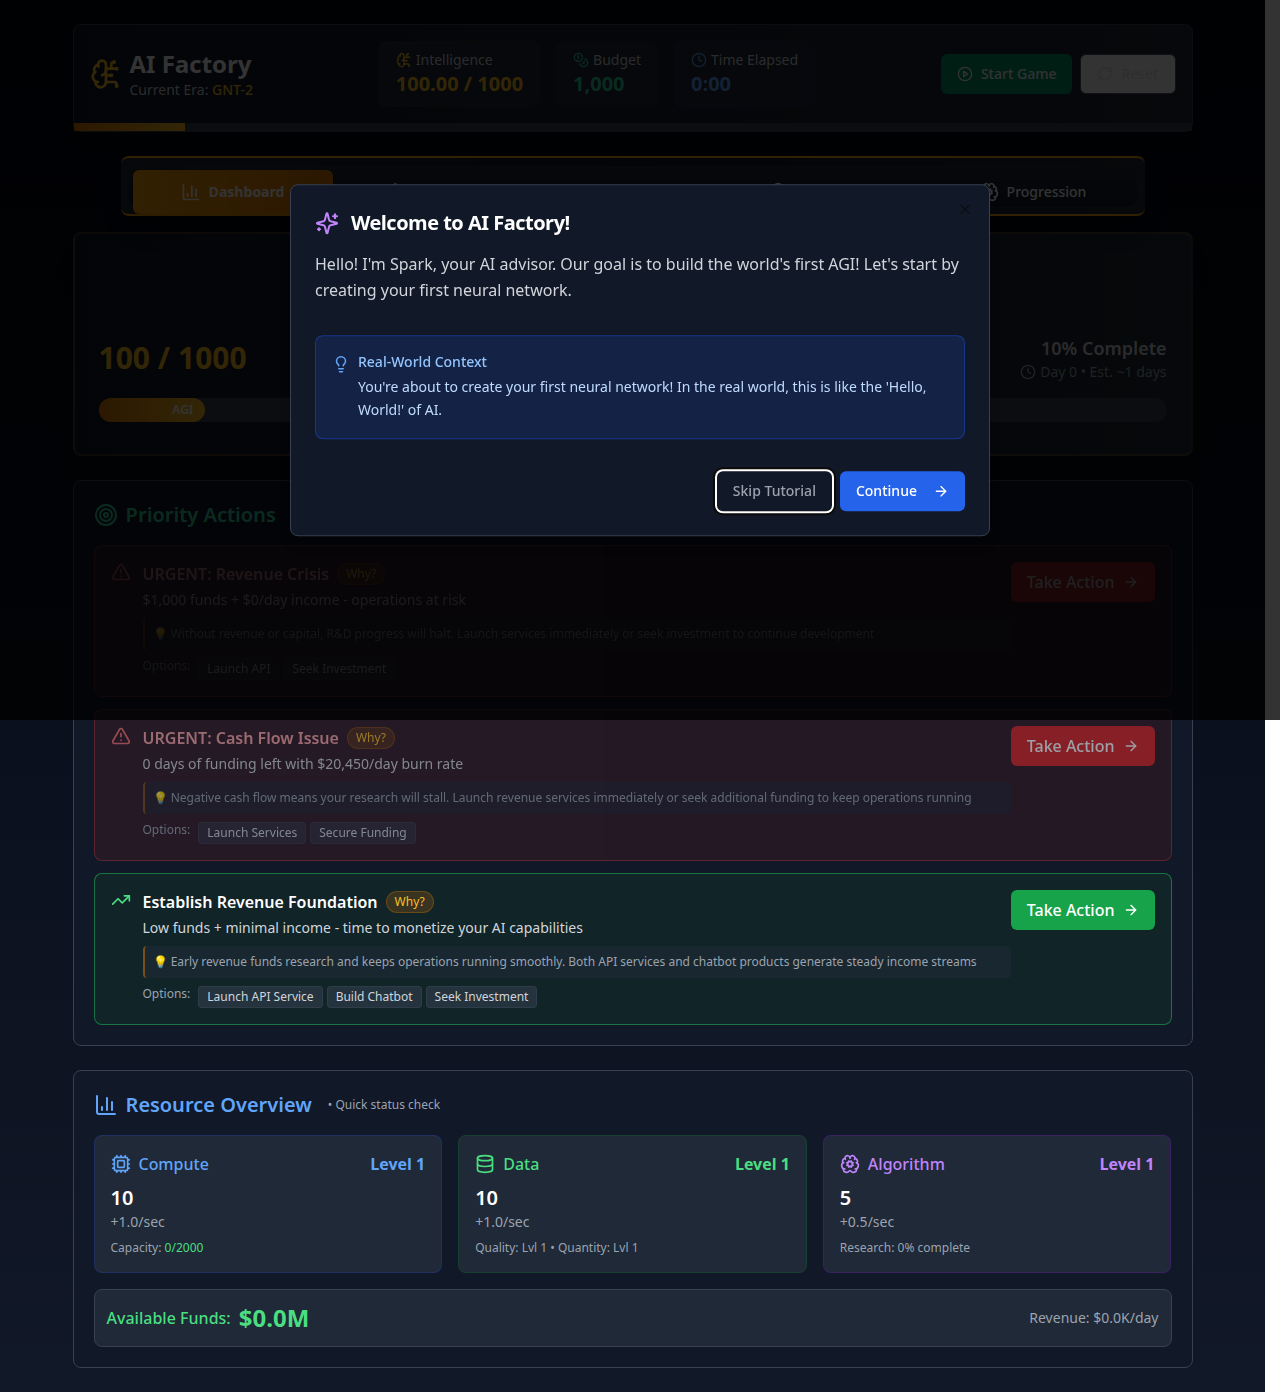 AI Factory
Current Era: GNT-2
Intelligence
100.00 / 1000
Budget
1,000
Time Elapsed
0:00
Start Game
Reset
Dashboard
Progression
Welcome to AI Factory!
Hello! I'm Spark, your AI advisor. Our goal is to build the world's first AGI! Let's start by
creating your first neural network.
Real-World Context
You're about to create your first neural network! In the real world, this is like the 'Hello,
World!' of AI.
Skip Tutorial
Continue
100 / 1000
AGI
10% Complete
Day 0 • Est. ~1 days
Priority Actions
URGENT: Revenue Crisis Why?
$1,000 funds + $0/day income - operations at risk
💡 Without revenue or capital, R&D progress will halt. Launch services immediately or seek investment to continue development
Options: Launch API Seek Investment
Take Action
URGENT: Cash Flow Issue Why?
0 days of funding left with $20,450/day burn rate
💡 Negative cash flow means your research will stall. Launch revenue services immediately or seek additional funding to keep operations running
Options: Launch Services Secure Funding
Take Action
Establish Revenue Foundation Why?
Low funds + minimal income - time to monetize your AI capabilities
💡 Early revenue funds research and keeps operations running smoothly. Both API services and chatbot products generate steady income streams
Options: Launch API Service Build Chatbot Seek Investment
Take Action
Resource Overview • Quick status check
Compute Level 1
10
+1.0/sec
Capacity: 0/2000
Data Level 1
10
+1.0/sec
Quality: Lvl 1 • Quantity: Lvl 1
Algorithm Level 1
5
+0.5/sec
Research: 0% complete
Available Funds: $0.0M
Revenue: $0.0K/day